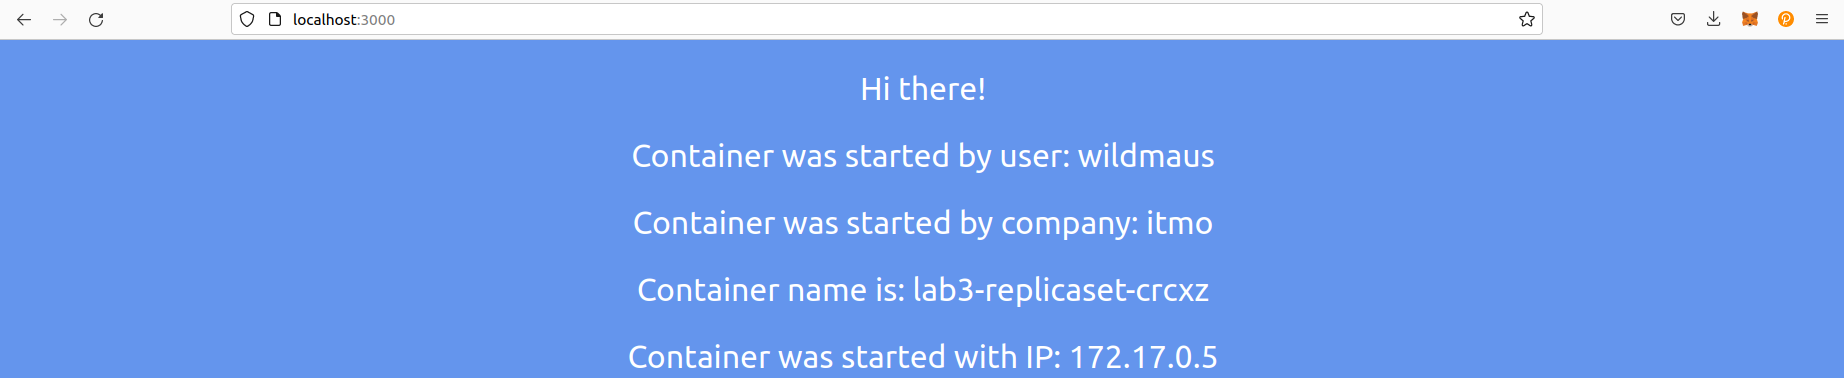 localhost:3000
Hi there!
Container was started by user: wildmaus
Container was started by company: itmo
Container name is: lab3-replicaset-crcxz
Container was started with IP: 172.17.0.5